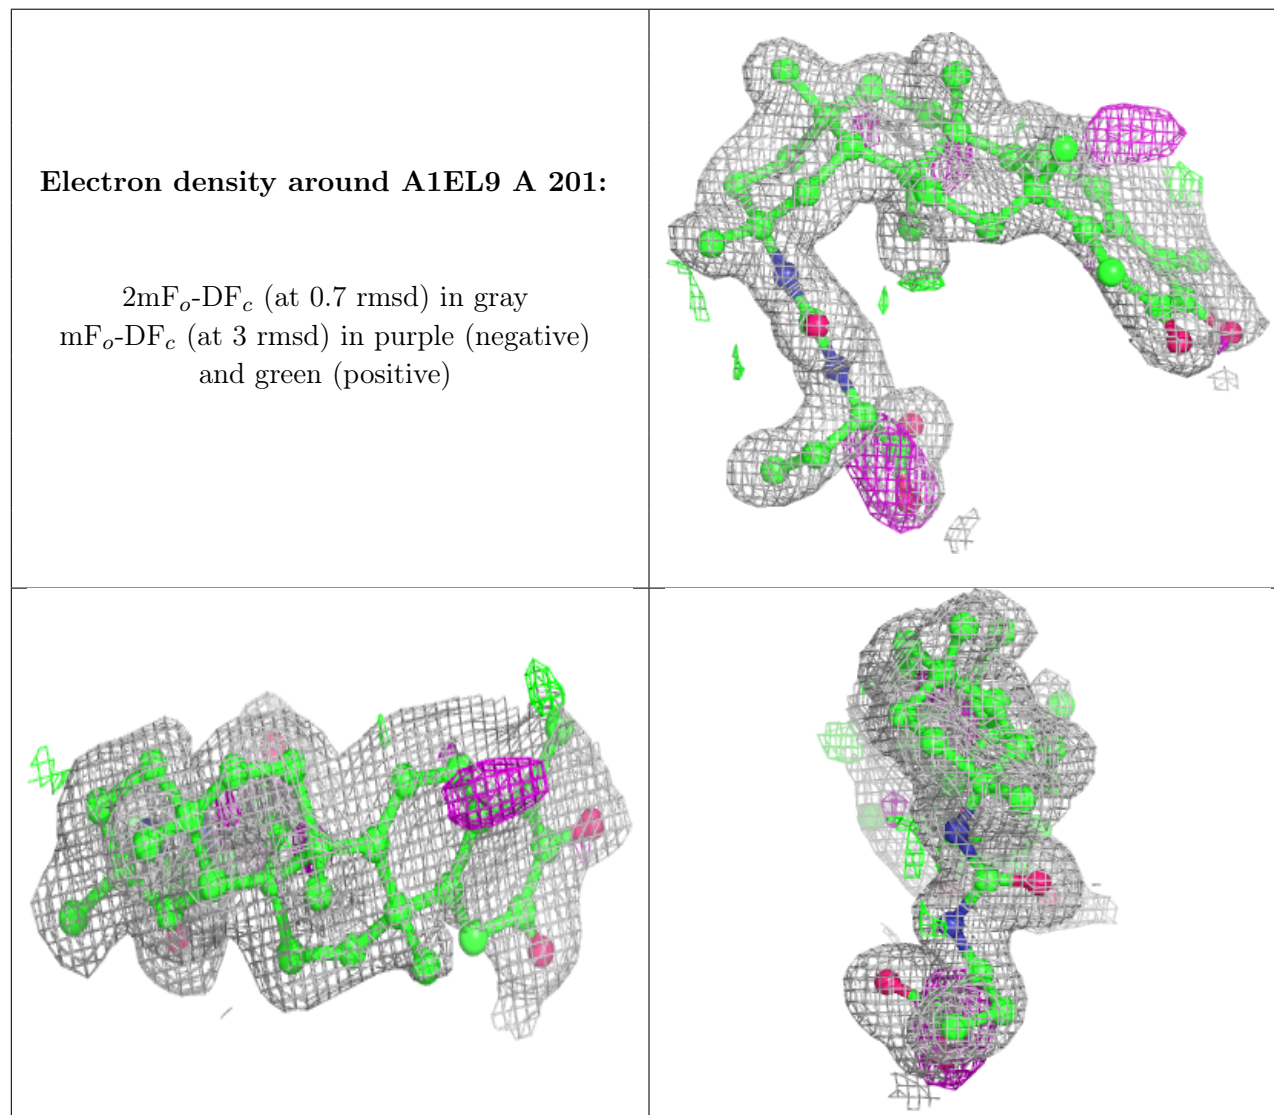 Electron density around A1EL9 A 201:
2mFo-DFc (at 0.7 rmsd) in gray
mFo-DFc (at 3 rmsd) in purple (negative)
and green (positive)